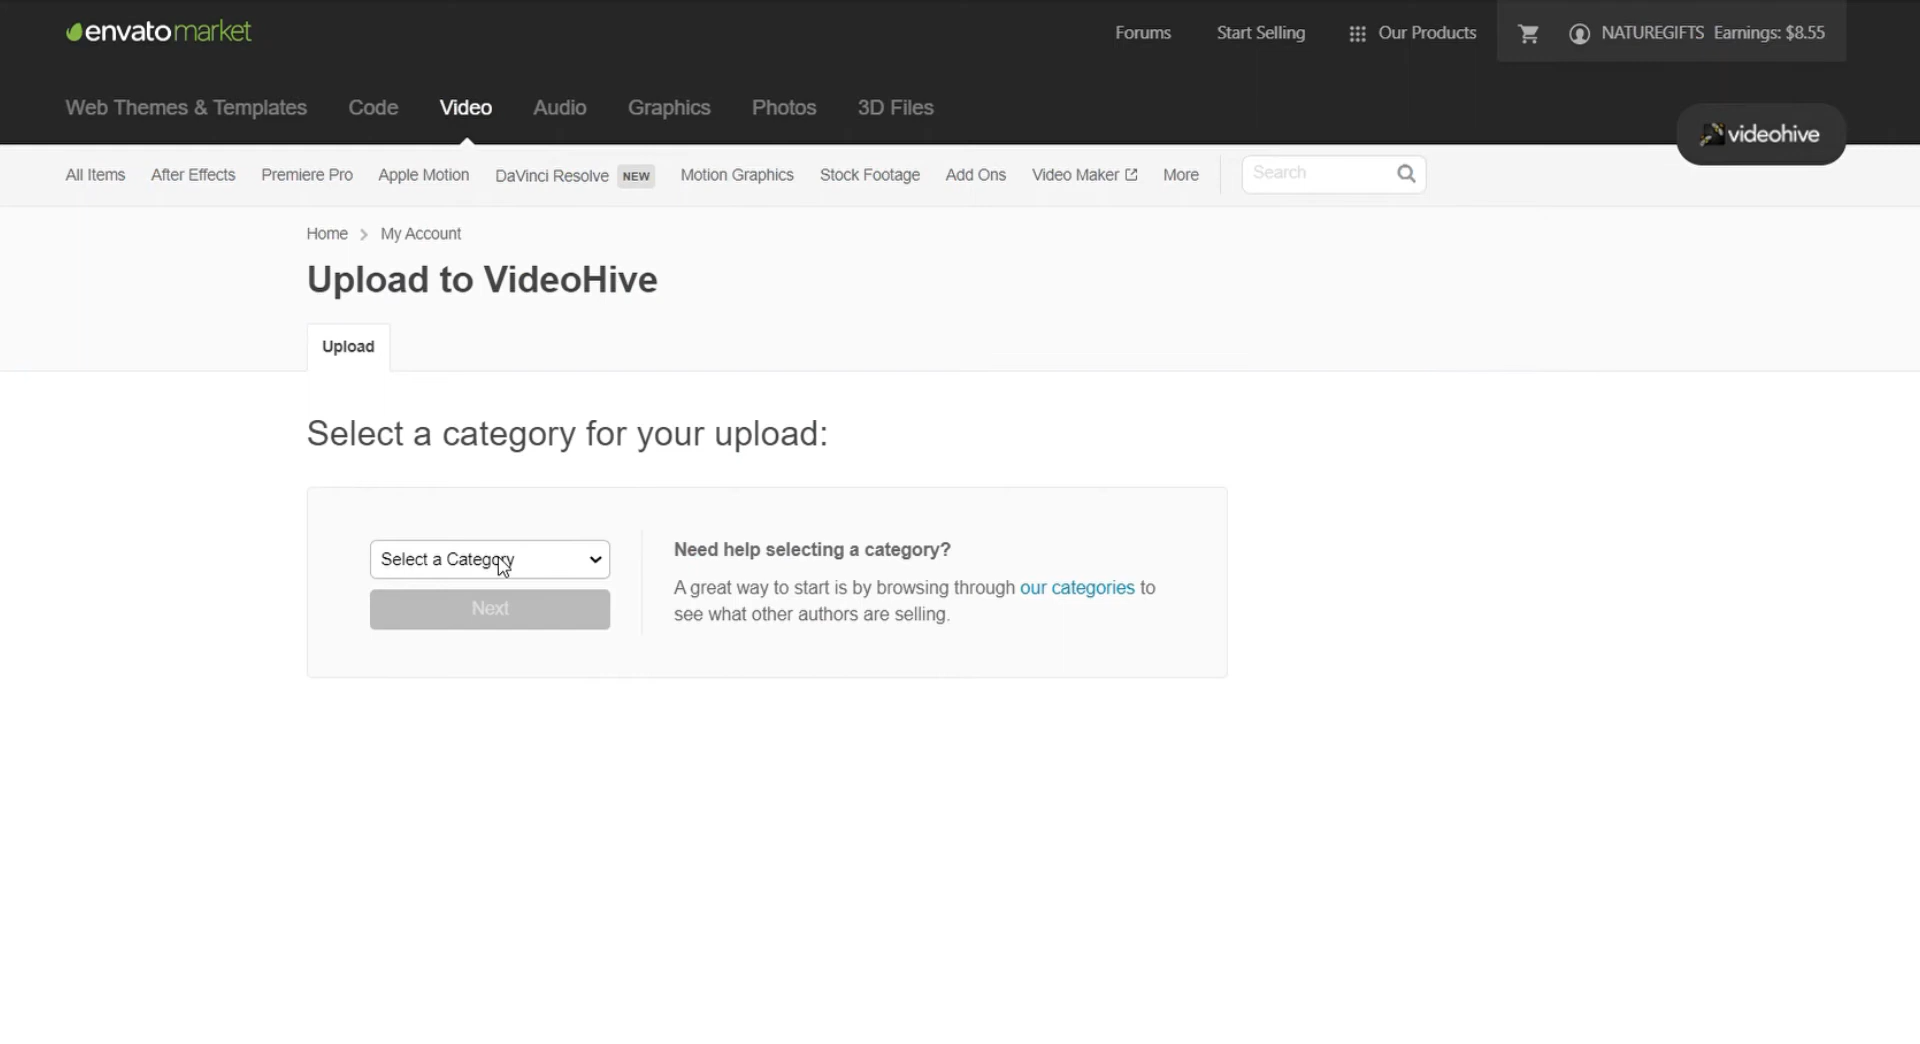 envatomarket
Forums
Start Selling
Our Products
NATUREGIFTS Earnings: $8.55
Web Themes & Templates
Code
Video
Audio
Graphics
Photos
3D Files
videohive
All Items
After Effects
Premiere Pro
Apple Motion
DaVinci Resolve NEW
Motion Graphics
Stock Footage
Add Ons
Video Maker
More
Search
Home
My Account
Upload to VideoHive
Upload
Select a category for your upload:
Select a Category
Next
Need help selecting a category?
A great way to start is by browsing through our categories to
see what other authors are selling.